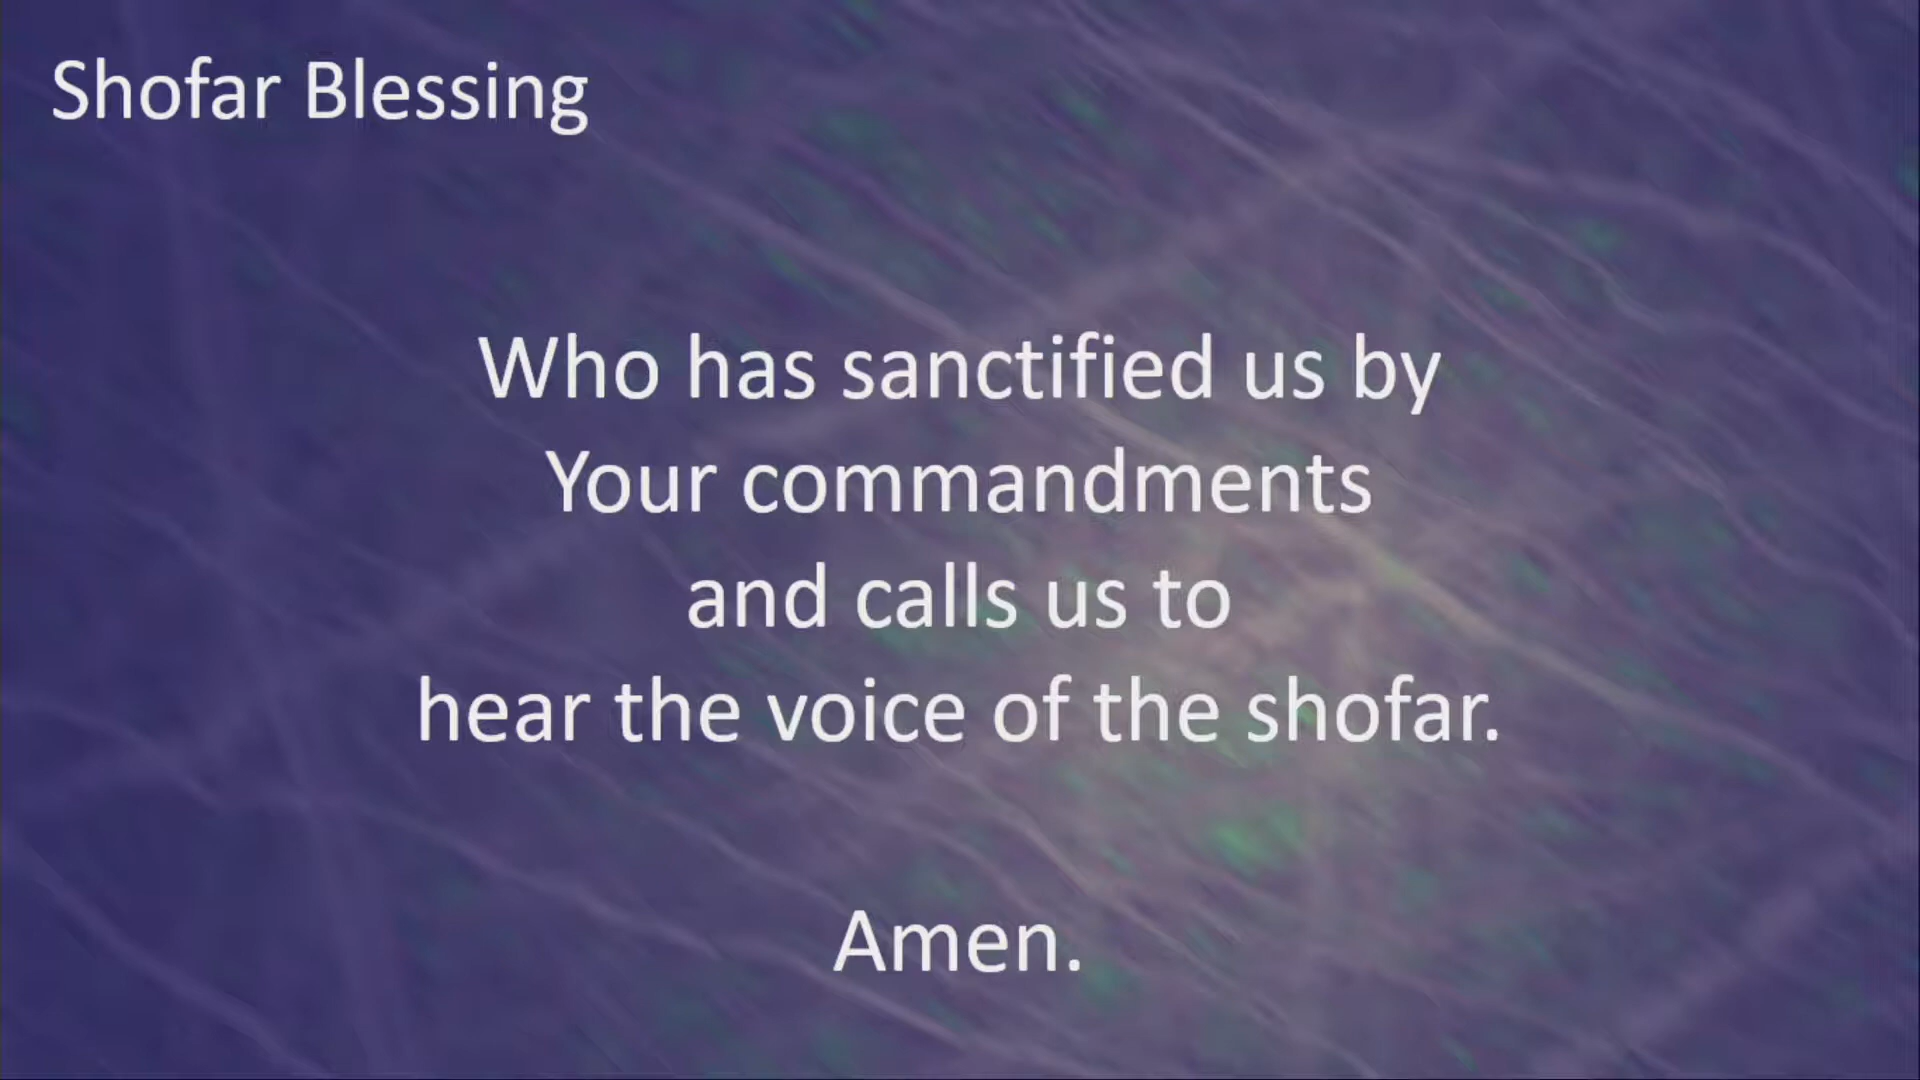 Shofar Blessing
Who has sanctified us by
Your commandments
and calls us to
hear the voice of the shofar.
Amen.